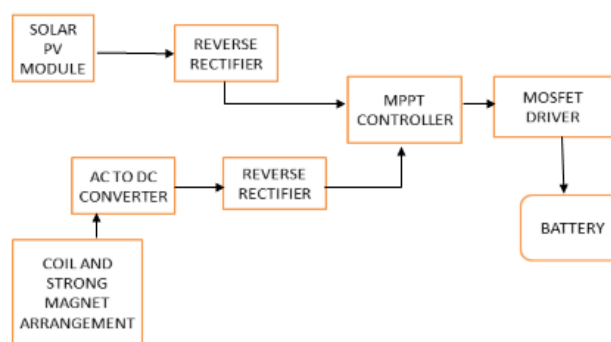 SOLAR
PV
MODULE
REVERSE
RECTIFIER
MPPT
CONTROLLER
MOSFET
DRIVER
AC TO DC
CONVERTER
REVERSE
RECTIFIER
BATTERY
COIL AND
STRONG
MAGNET
ARRANGEMENT